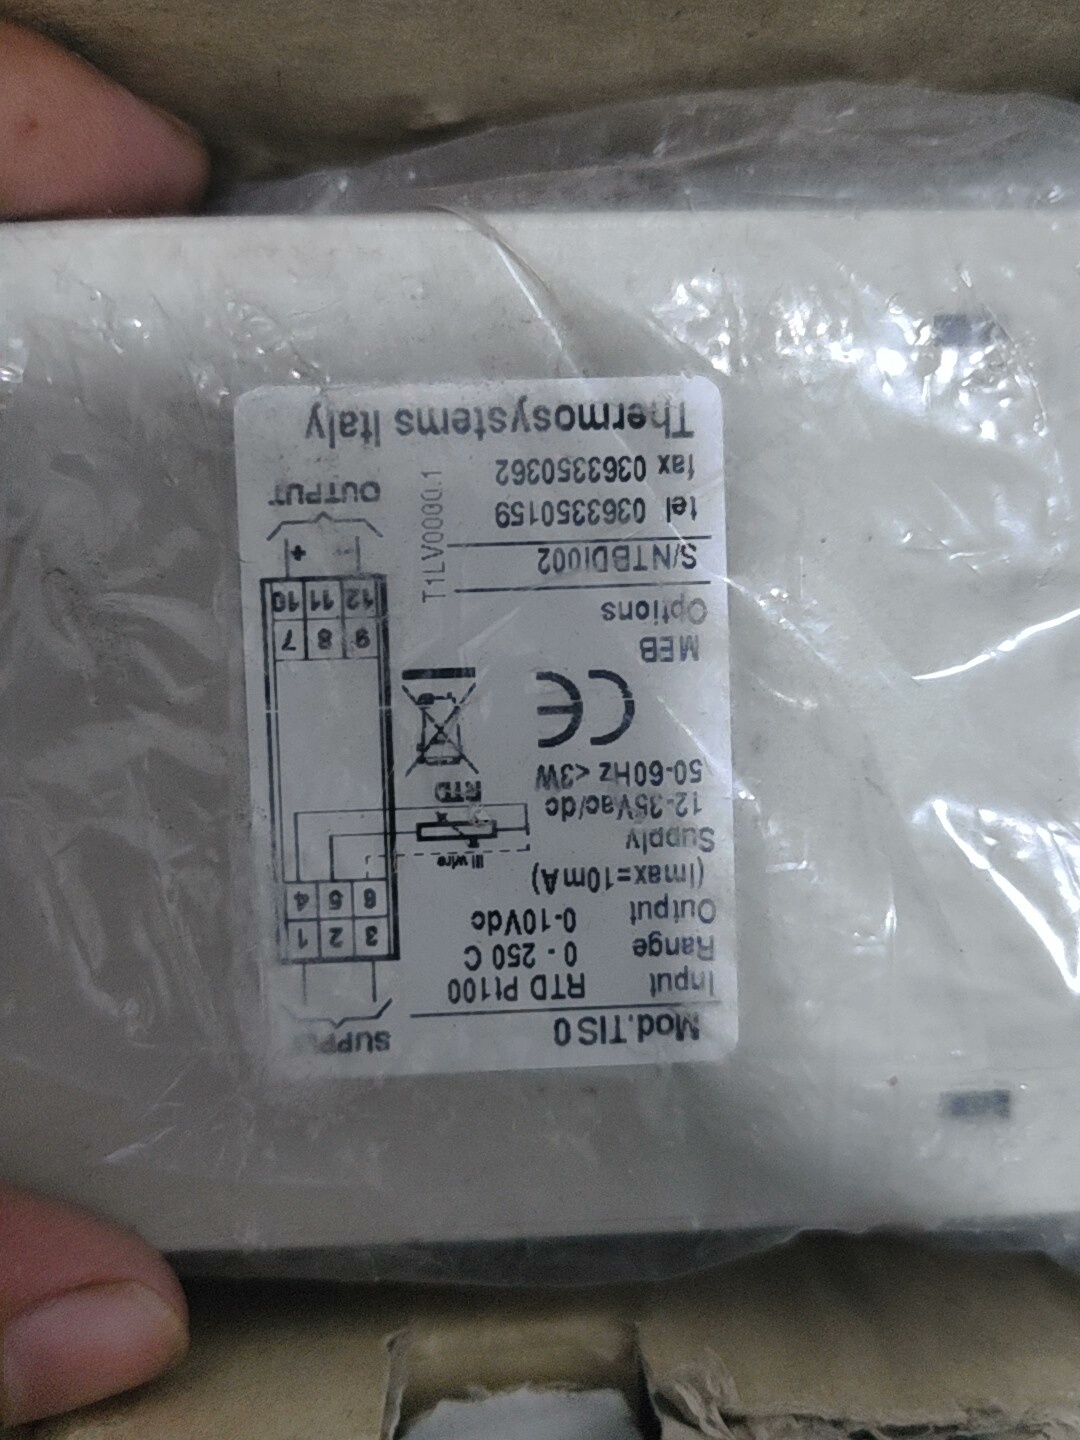 Mod.TIS0
Input RTD Pt100
Range 0 - 250 C
Output 0-10Vdc
(Imax=10mA)
Supply
12-35Vac/dc
50-60Hz <3W
CE
MEB
Options
S/NTBDI002
tel 0363350159
fax 0363350362
Thermosystems Italy
T1LV0000.1
SUPPLY
3 2 1
6 5 4
III wire
RTD
9 8 7
12 11 10
- +
OUTPUT